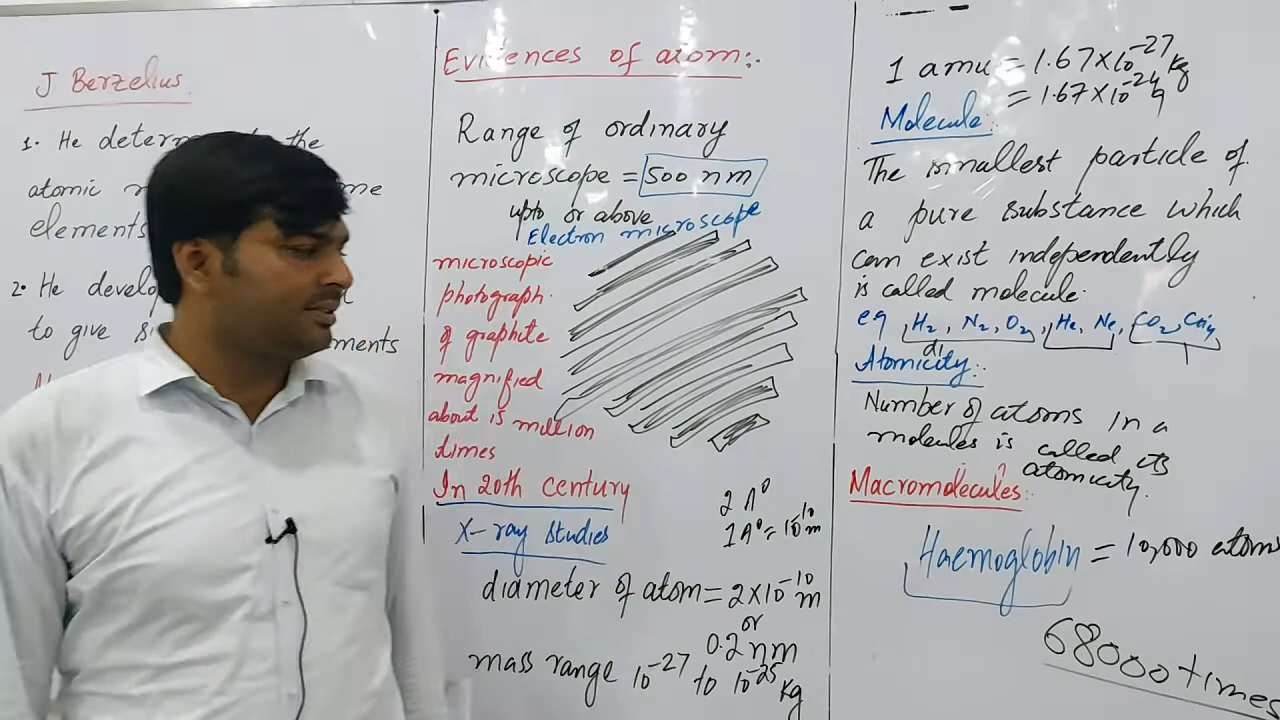 J Berzelius
1. He the
atomic
elements
2. He
to give
Evidences of atom:-
Range of ordinary
microscope = 500 nm
upto or above
Electron microscope
microscopic
photograph
of graphite
magnified
about 15 million
times
In 20th century
X-ray studies
2 A°
1A° = 10⁻¹⁰ m
diameter of atom = 2×10⁻¹⁰ m
or
0.2 nm
mass range 10⁻²⁷ to 10⁻²⁵ kg
1 amu = 1.67×10⁻²⁷ kg
= 1.67×10⁻²⁴ g
Molecule:
The smallest particle of
a pure substance which
can exist independently
is called molecule.
eg H₂, N₂, O₂, He, Ne, CO₂, CH₄
di
Atomicity:-
Number of atoms in a
molecules is called its
atomicity.
Macromolecules:
Haemoglobin = 10,000 atoms
68000 times